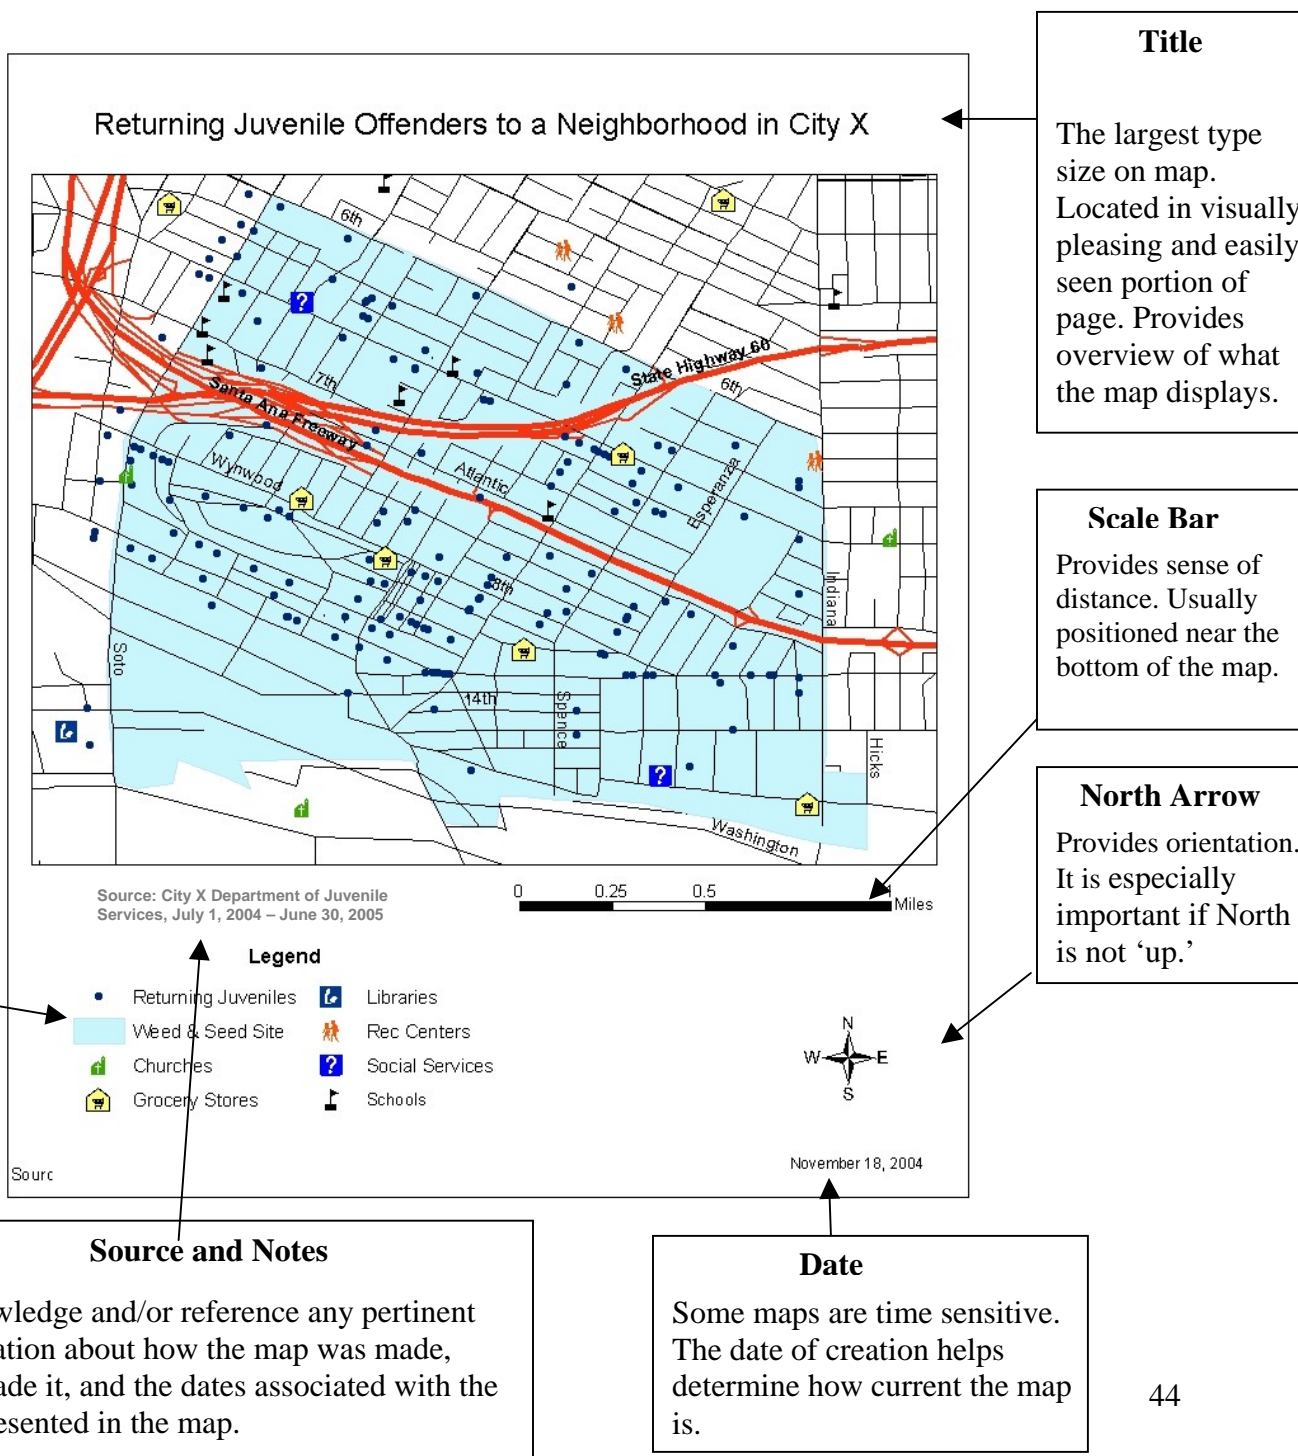 Title
The largest type
size on map.
Located in visually
pleasing and easily
seen portion of
page. Provides
overview of what
the map displays.
Returning Juvenile Offenders to a Neighborhood in City X
6th
State Highway 60
6th
7th
Santa Ana Freeway
Wynwood
Atlantic
Esperanza
8th
Indiana
Soto
14th
Spence
Hicks
Washington
Scale Bar
Provides sense of
distance. Usually
positioned near the
bottom of the map.
North Arrow
Provides orientation.
It is especially
important if North
is not ‘up.’
Source: City X Department of Juvenile
Services, July 1, 2004 – June 30, 2005
0 0.25 0.5 1
Miles
Legend
Returning Juveniles
Weed & Seed Site
Churches
Grocery Stores
Libraries
Rec Centers
? Social Services
Schools
N
W E
S
November 18, 2004
Sourc
Source and Notes
wledge and/or reference any pertinent
ation about how the map was made,
ade it, and the dates associated with the
esented in the map.
Date
Some maps are time sensitive.
The date of creation helps
determine how current the map
is.
44